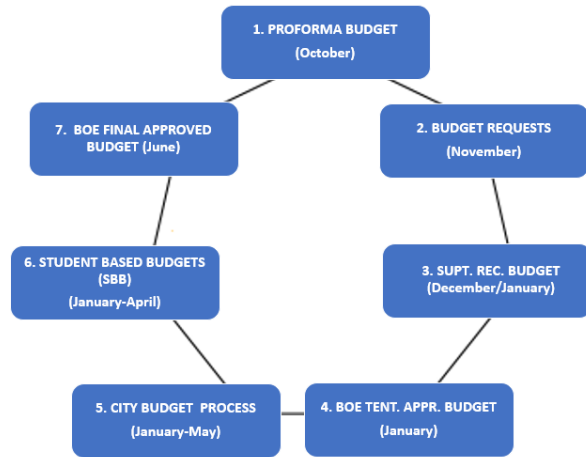 1. PROFORMA BUDGET
(October)
2. BUDGET REQUESTS
(November)
3. SUPT. REC. BUDGET
(December/January)
4. BOE TENT. APPR. BUDGET
(January)
5. CITY BUDGET PROCESS
(January-May)
6. STUDENT BASED BUDGETS
(SBB)
(January-April)
7. BOE FINAL APPROVED
BUDGET (June)